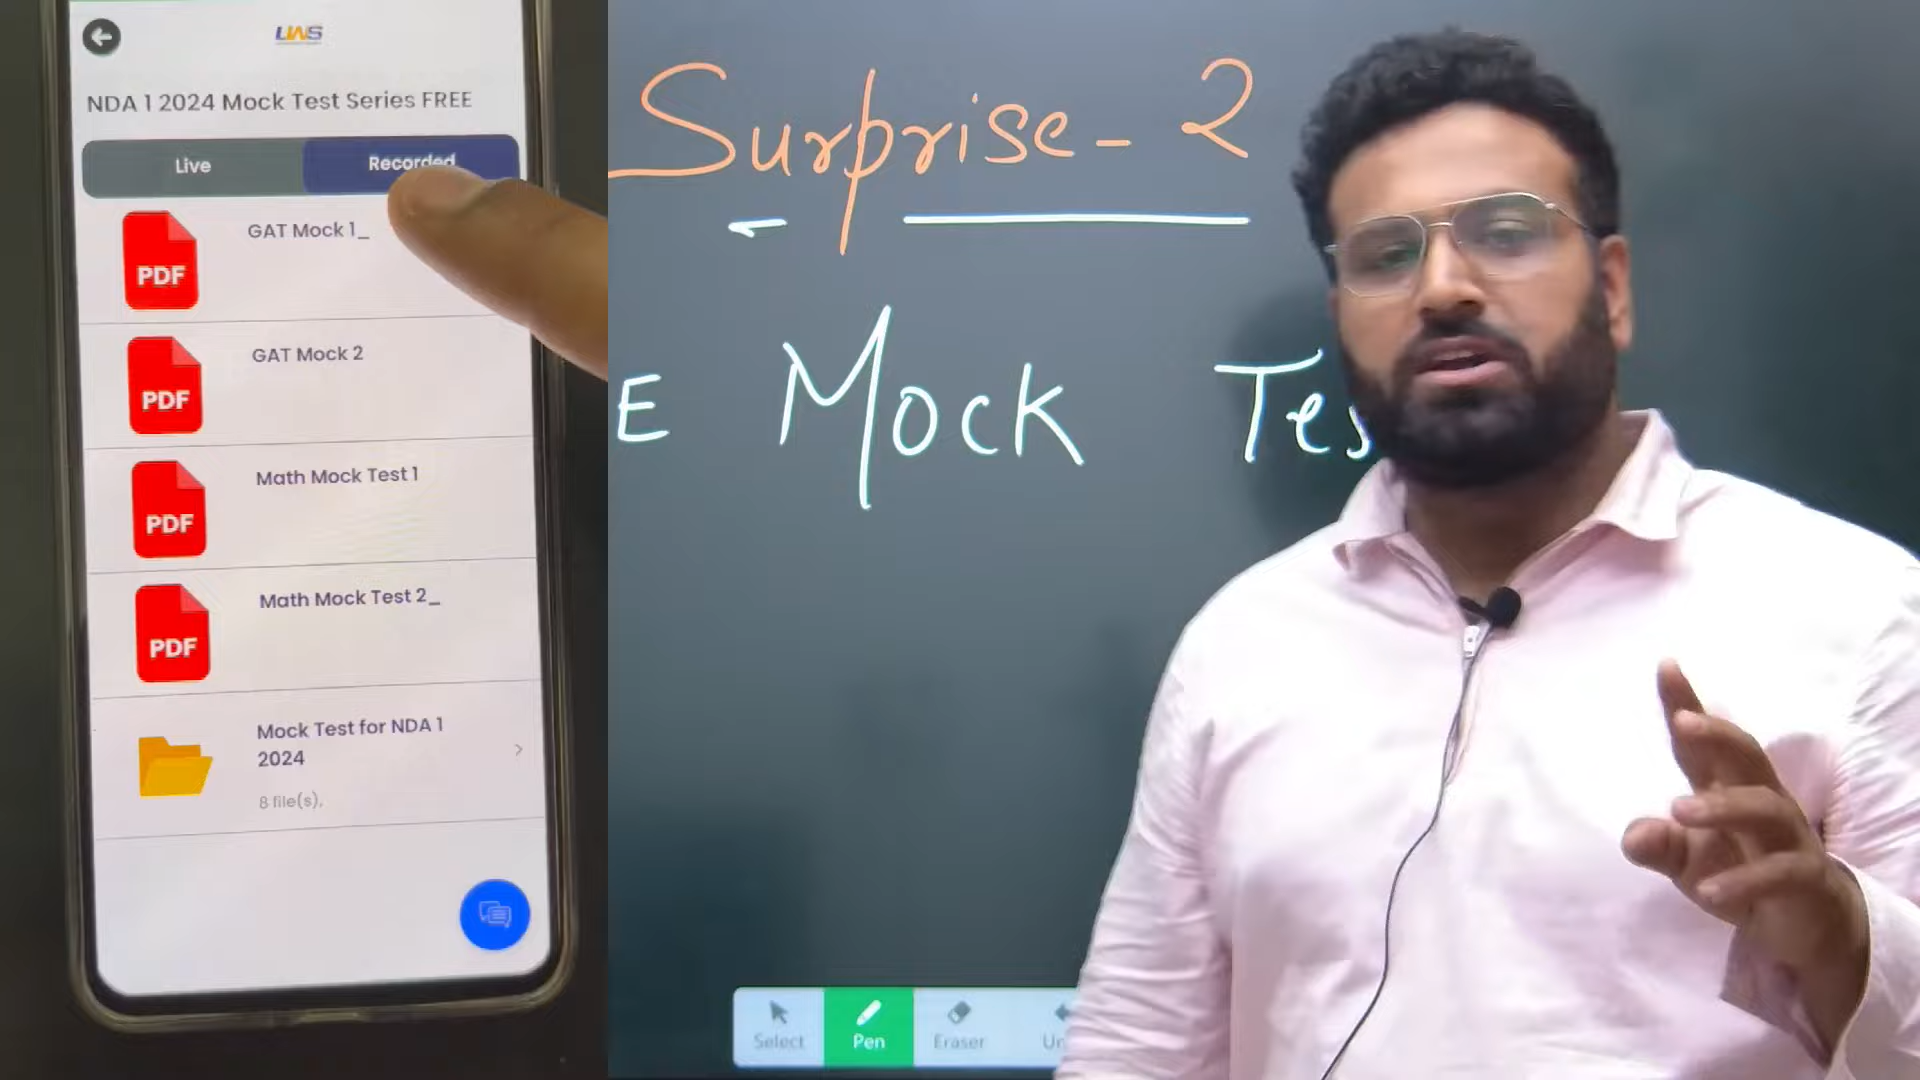 LWS
NDA 1 2024 Mock Test Series FREE
Live
Recorded
PDF
GAT Mock 1_
PDF
GAT Mock 2
PDF
Math Mock Test 1
PDF
Math Mock Test 2_
Mock Test for NDA 1
2024
8 file(s),
Surprise - 2
E Mock Tes
Select
Pen
Eraser
Un